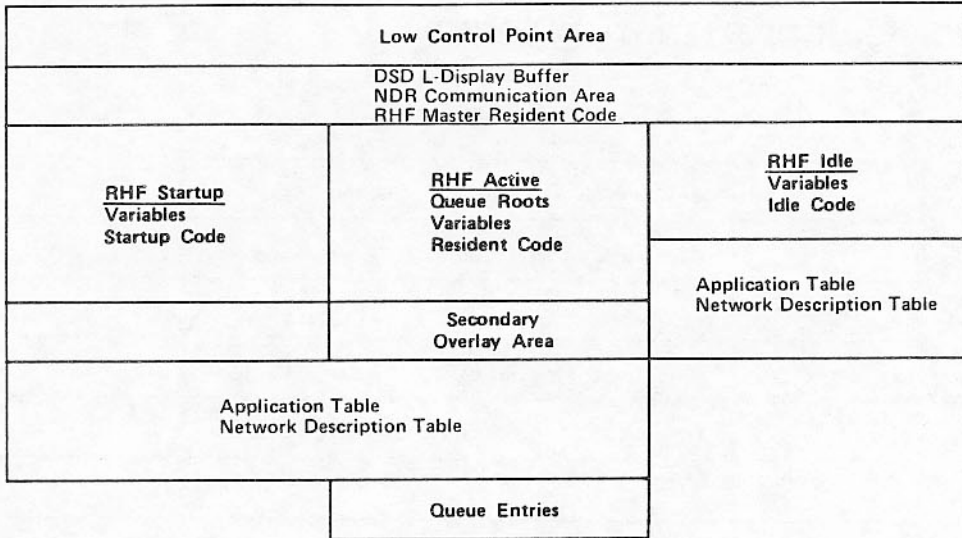 Low Control Point Area
DSD L-Display Buffer
NDR Communication Area
RHF Master Resident Code
RHF Startup
Variables
Startup Code
RHF Active
Queue Roots
Variables
Resident Code
RHF Idle
Variables
Idle Code
Application Table
Network Description Table
Secondary
Overlay Area
Application Table
Network Description Table
Queue Entries